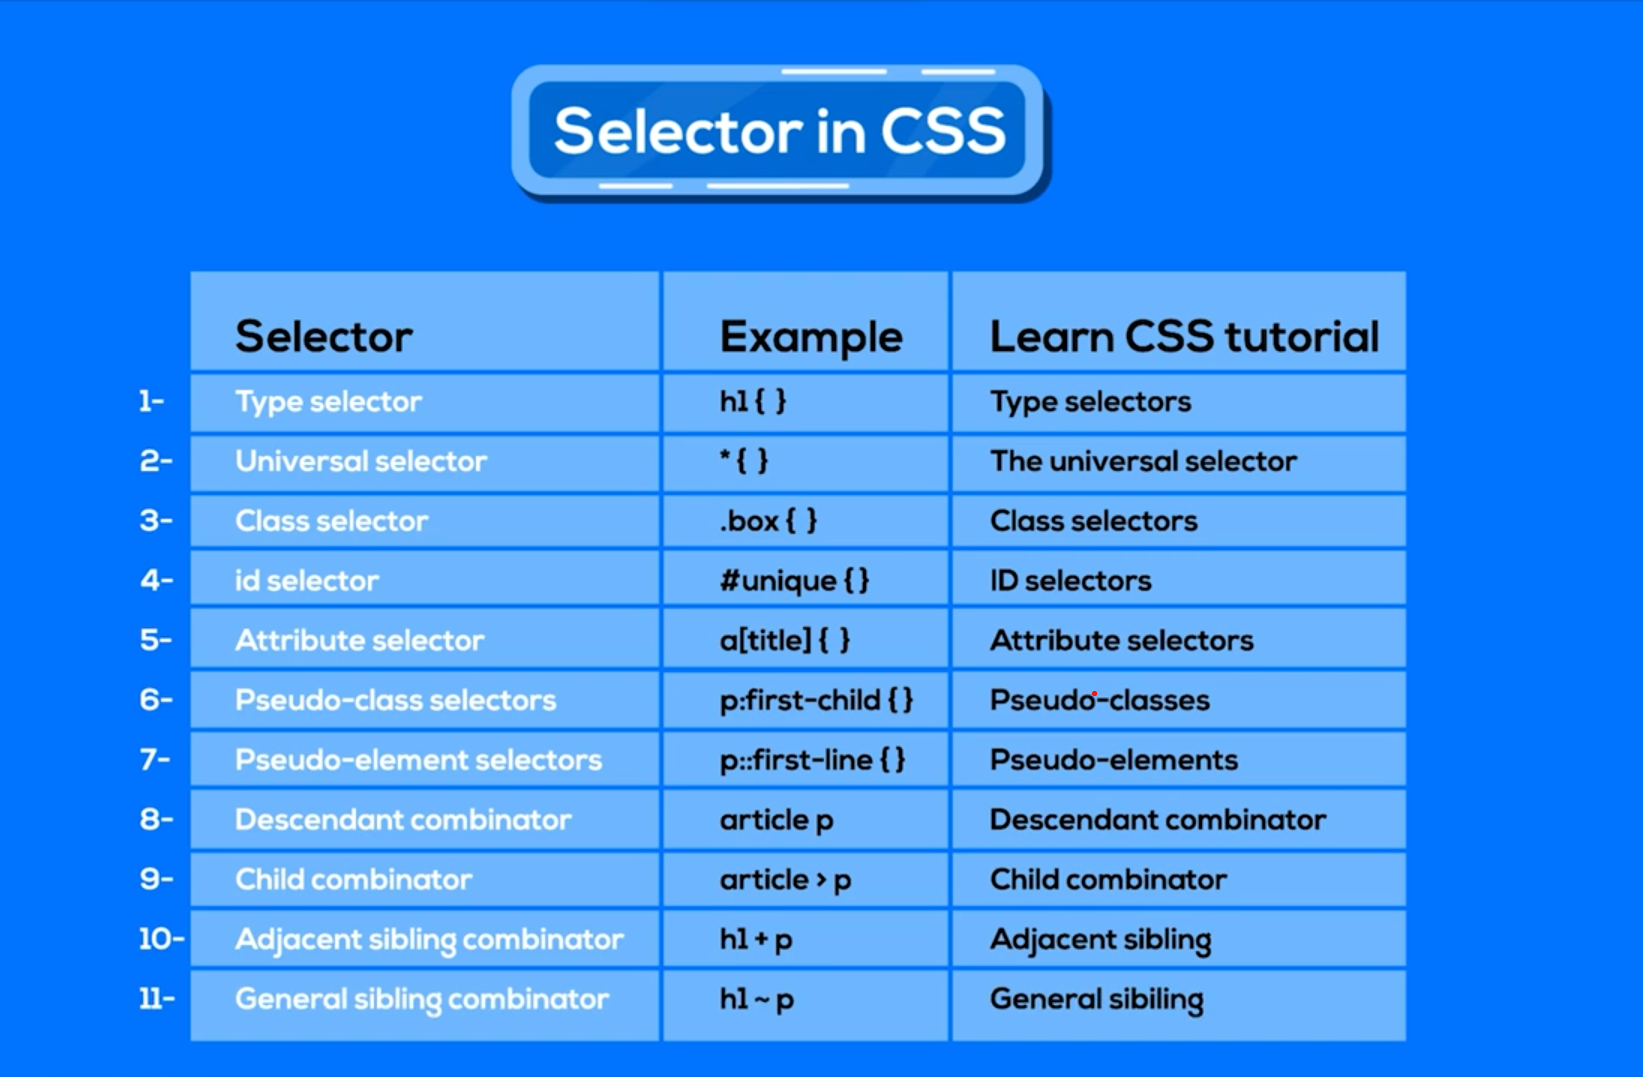 Selector in CSS
Selector Example Learn CSS tutorial
1- Type selector h1 { } Type selectors
2- Universal selector * { } The universal selector
3- Class selector .box { } Class selectors
4- id selector #unique { } ID selectors
5- Attribute selector a[title] { } Attribute selectors
6- Pseudo-class selectors p:first-child { } Pseudo-classes
7- Pseudo-element selectors p::first-line { } Pseudo-elements
8- Descendant combinator article p Descendant combinator
9- Child combinator article > p Child combinator
10- Adjacent sibling combinator h1 + p Adjacent sibling
11- General sibling combinator h1 ~ p General sibiling